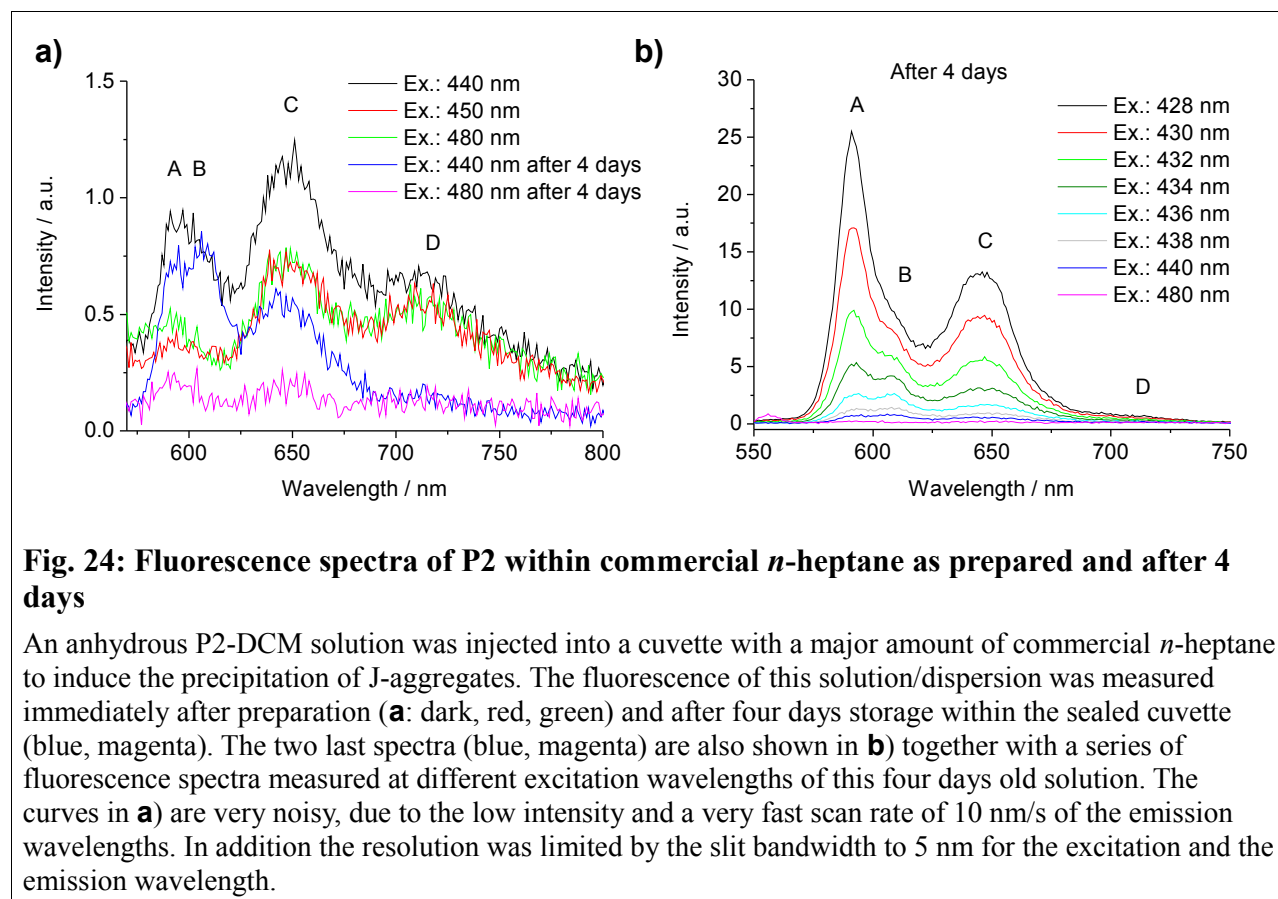 a)
1.5
1.0
0.5
0.0
Intensity / a.u.
A B
C
D
Ex.: 440 nm
Ex.: 450 nm
Ex.: 480 nm
Ex.: 440 nm after 4 days
Ex.: 480 nm after 4 days
600 650 700 750 800
Wavelength / nm
b)
After 4 days
30
25
20
15
10
5
0
Intensity / a.u.
A
B
C
D
Ex.: 428 nm
Ex.: 430 nm
Ex.: 432 nm
Ex.: 434 nm
Ex.: 436 nm
Ex.: 438 nm
Ex.: 440 nm
Ex.: 480 nm
550 600 650 700 750
Wavelength / nm
Fig. 24: Fluorescence spectra of P2 within commercial n-heptane as prepared and after 4
days
An anhydrous P2-DCM solution was injected into a cuvette with a major amount of commercial n-heptane
to induce the precipitation of J-aggregates. The fluorescence of this solution/dispersion was measured
immediately after preparation (a: dark, red, green) and after four days storage within the sealed cuvette
(blue, magenta). The two last spectra (blue, magenta) are also shown in b) together with a series of
fluorescence spectra measured at different excitation wavelengths of this four days old solution. The
curves in a) are very noisy, due to the low intensity and a very fast scan rate of 10 nm/s of the emission
wavelengths. In addition the resolution was limited by the slit bandwidth to 5 nm for the excitation and the
emission wavelength.